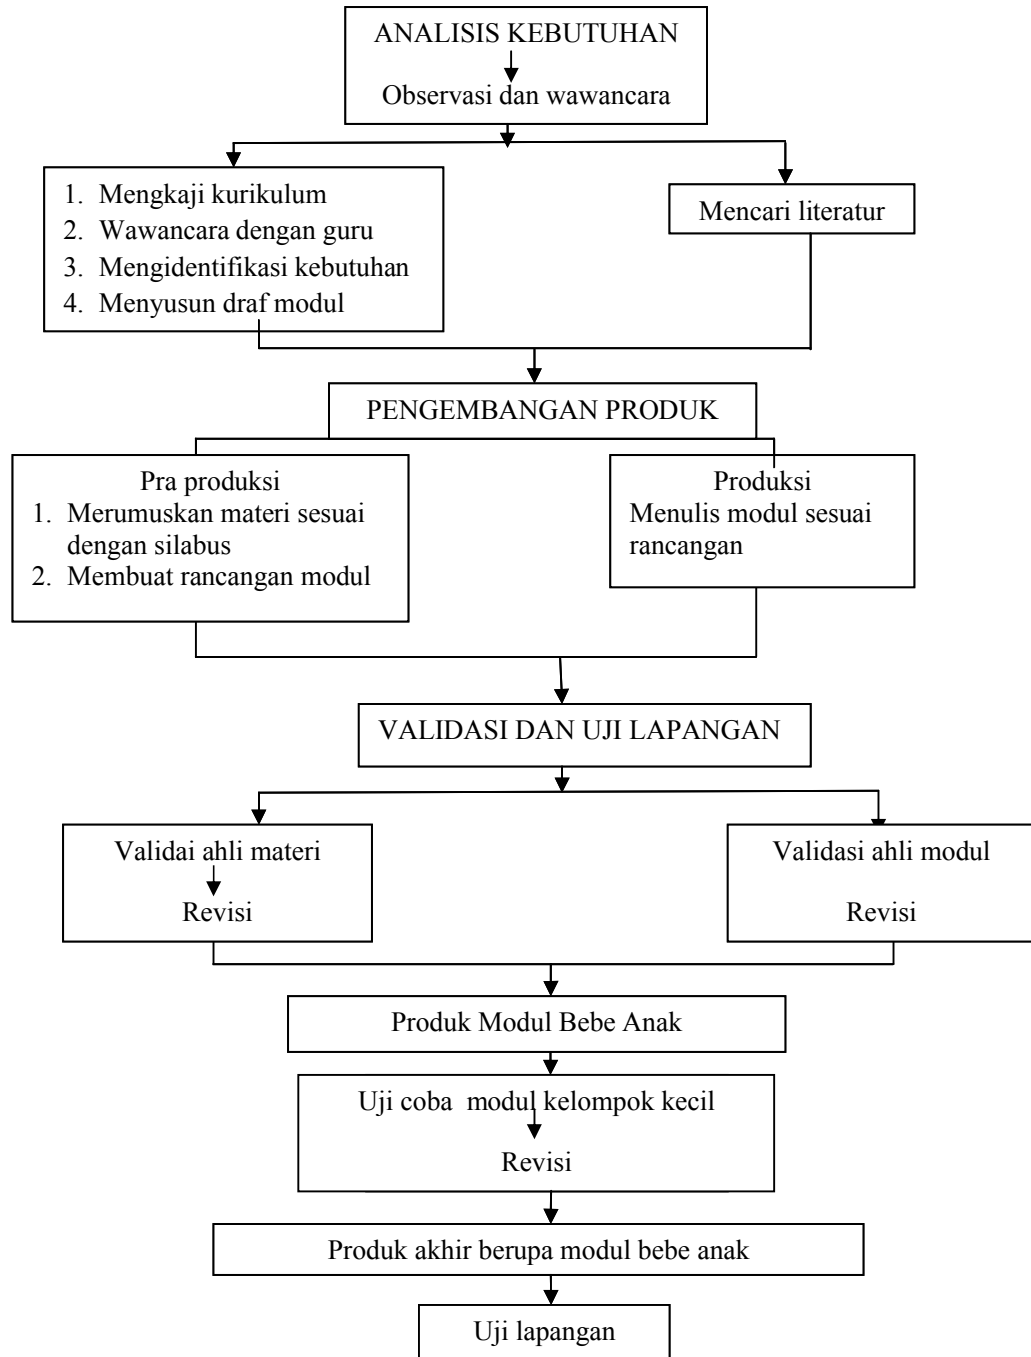 ANALISIS KEBUTUHAN
Observasi dan wawancara
1. Mengkaji kurikulum
2. Wawancara dengan guru
3. Mengidentifikasi kebutuhan
4. Menyusun draf modul
Mencari literatur
PENGEMBANGAN PRODUK
Pra produksi
1. Merumuskan materi sesuai
dengan silabus
2. Membuat rancangan modul
Produksi
Menulis modul sesuai
rancangan
VALIDASI DAN UJI LAPANGAN
Validai ahli materi
Revisi
Validasi ahli modul
Revisi
Produk Modul Bebe Anak
Uji coba  modul kelompok kecil
Revisi
Produk akhir berupa modul bebe anak
Uji lapangan